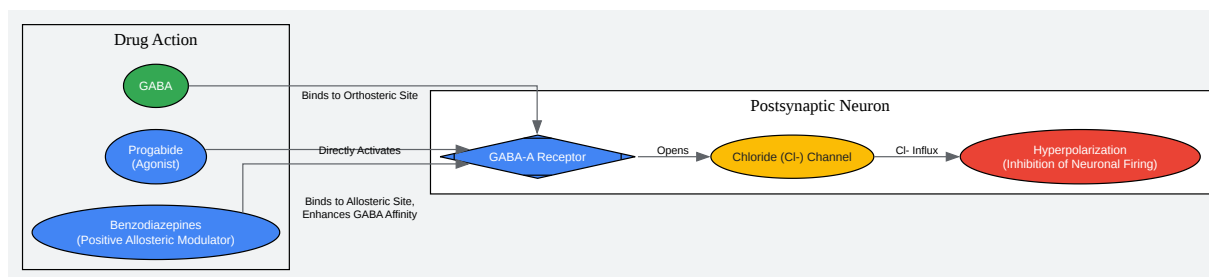 Drug Action
GABA
Binds to Orthosteric Site
Postsynaptic Neuron
Progabide
(Agonist)
Directly Activates
GABA-A Receptor
Opens
Chloride (Cl-) Channel
Cl- Influx
Hyperpolarization
(Inhibition of Neuronal Firing)
Binds to Allosteric Site,
Enhances GABA Affinity
Benzodiazepines
(Positive Allosteric Modulator)